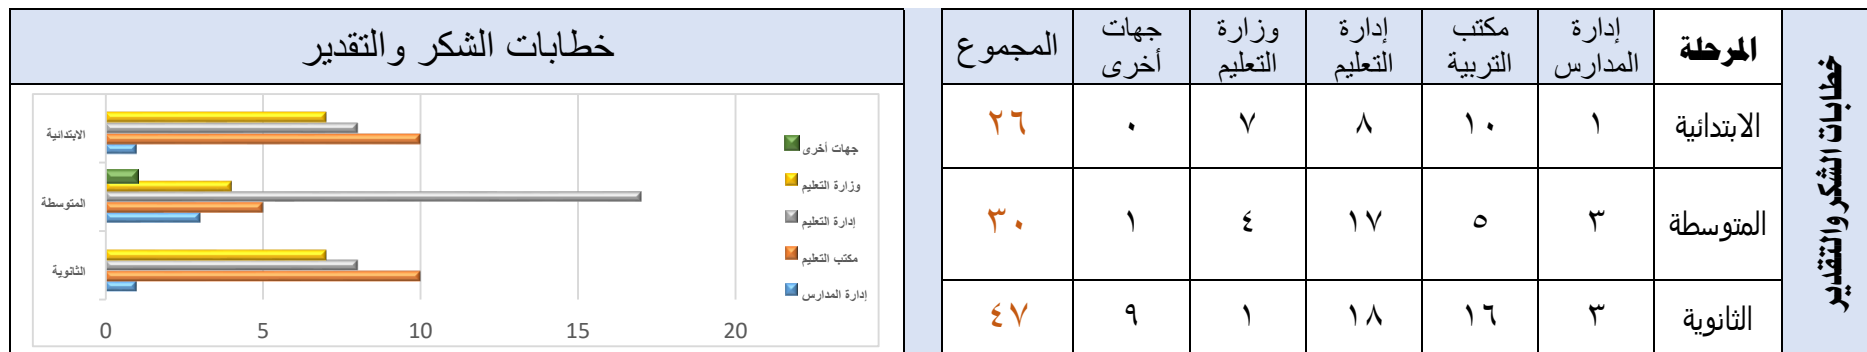 خطابات الشكر والتقدير
المرحلة
إدارة المدارس
مكتب التربية
إدارة التعليم
وزارة التعليم
جهات أخرى
المجموع
الابتدائية ١ ١٠ ٨ ٧ ٠ ٢٦
المتوسطة ٣ ٥ ١٧ ٤ ١ ٣٠
الثانوية ٣ ١٦ ١٨ ١ ٩ ٤٧
خطابات الشكر والتقدير
الابتدائية
المتوسطة
الثانوية
جهات أخرى
وزارة التعليم
إدارة التعليم
مكتب التعليم
إدارة المدارس
0 5 10 15 20